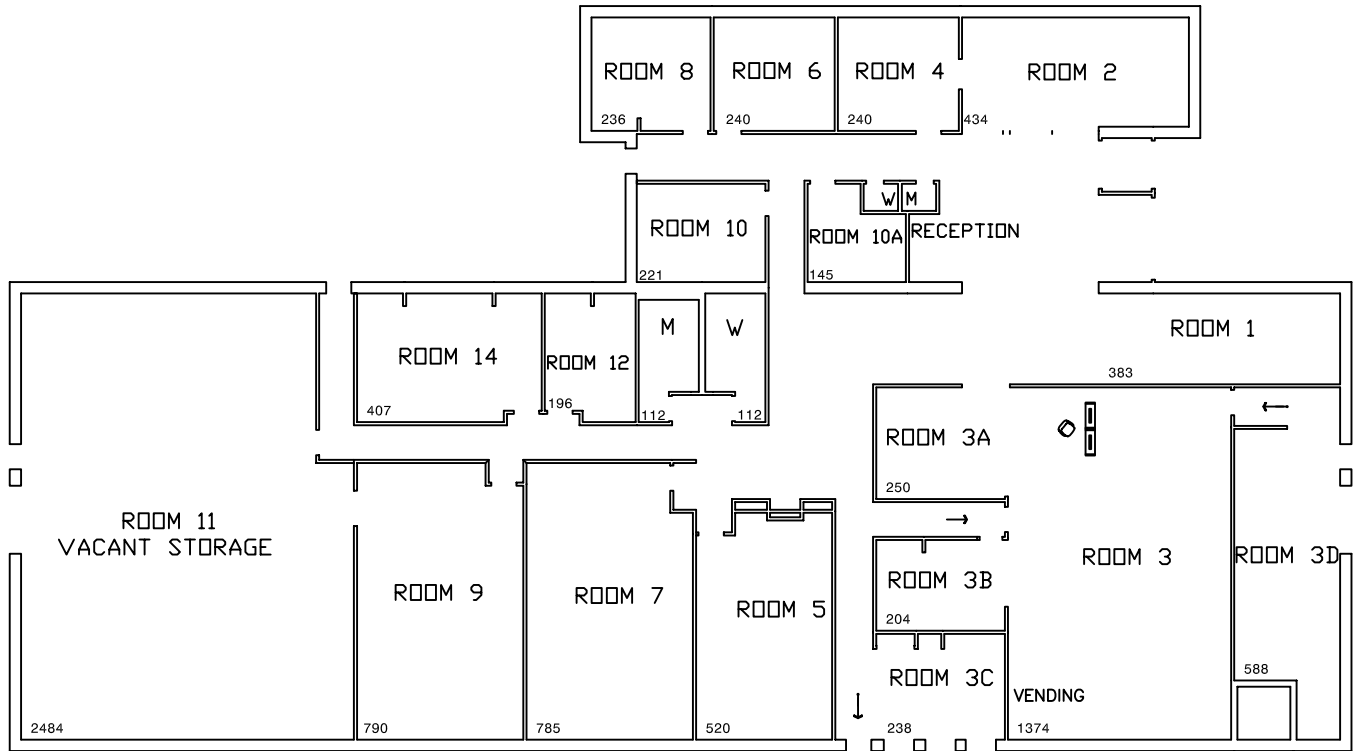 ROOM 8
ROOM 6
ROOM 4
ROOM 2
236
240
240
434
W
M
ROOM 10
ROOM 10A
RECEPTION
221
145
M
W
ROOM 1
ROOM 14
ROOM 12
383
407
196
112
112
ROOM 3A
250
ROOM 11
VACANT STORAGE
ROOM 3
ROOM 3D
ROOM 9
ROOM 7
ROOM 5
ROOM 3B
204
ROOM 3C
588
VENDING
2484
790
785
520
238
1374